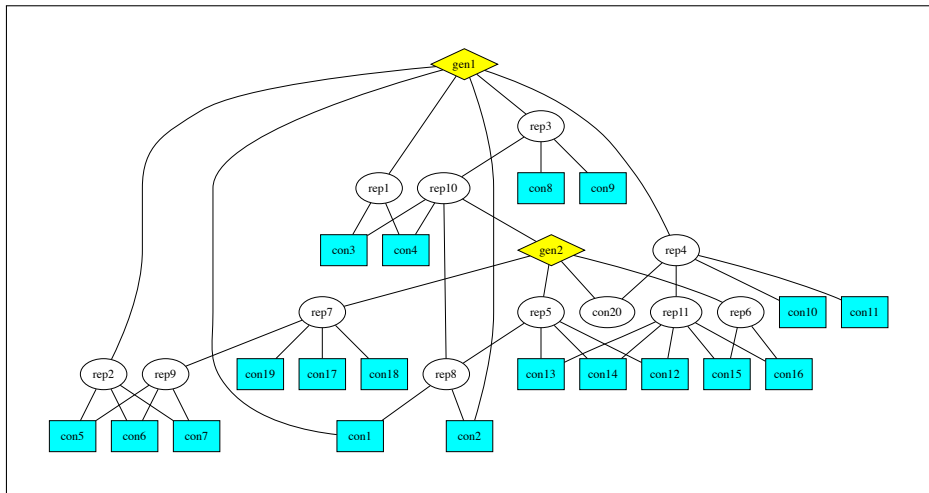 gen1
rep3
rep1
rep10
con8
con9
con3
con4
gen2
rep4
rep7
rep5
con20
rep11
rep6
con10
con11
rep2
rep9
con19
con17
con18
rep8
con13
con14
con12
con15
con16
con5
con6
con7
con1
con2